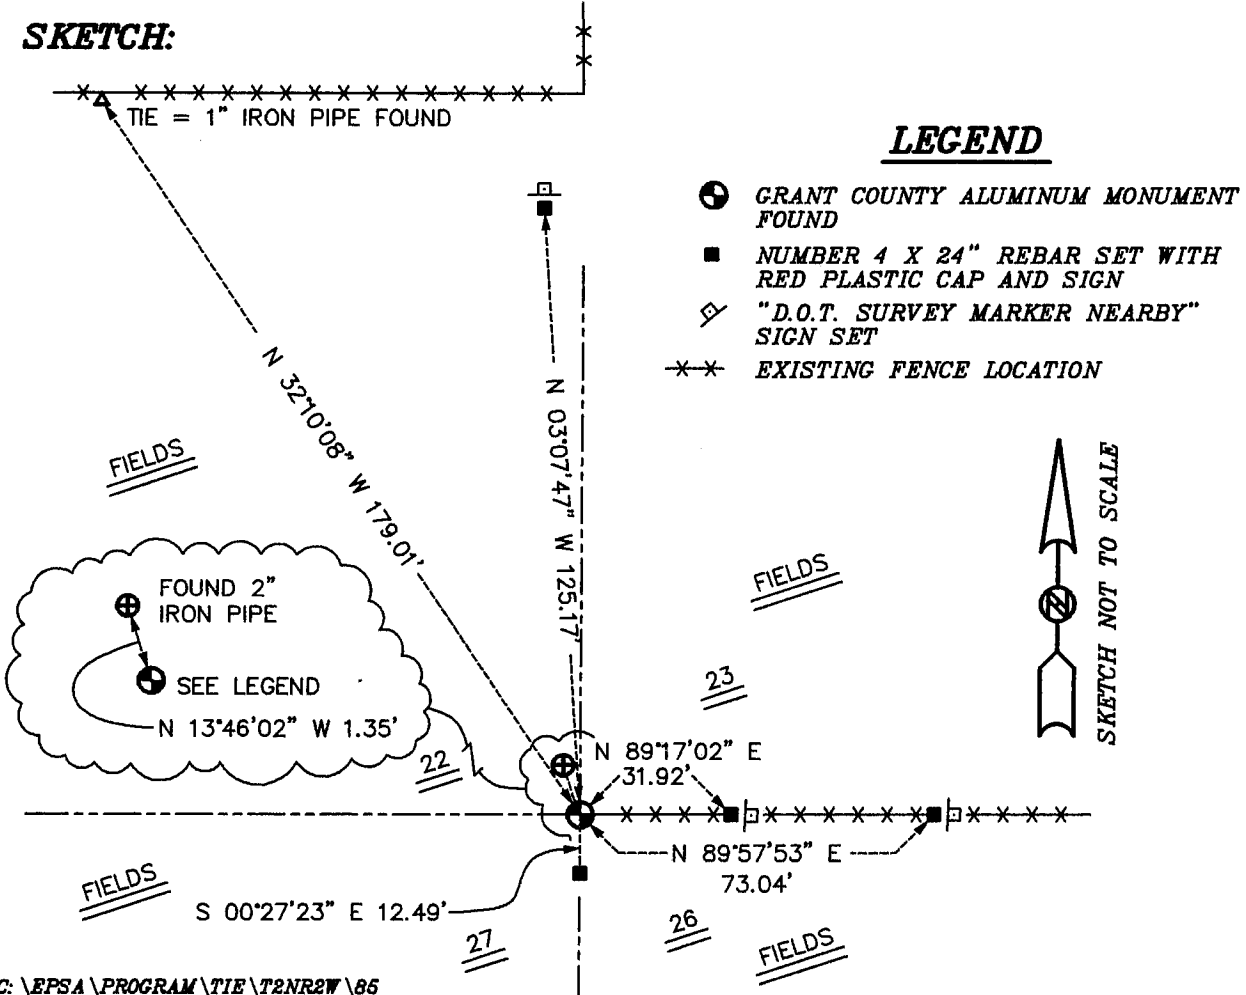 SKETCH:
TIE = 1" IRON PIPE FOUND
LEGEND
GRANT COUNTY ALUMINUM MONUMENT
FOUND
NUMBER 4 X 24" REBAR SET WITH
RED PLASTIC CAP AND SIGN
"D.O.T. SURVEY MARKER NEARBY"
SIGN SET
EXISTING FENCE LOCATION
N 32°10'08" W 179.01'
N 03°07'47" W 125.17'
FIELDS
FOUND 2"
IRON PIPE
SEE LEGEND
N 13°46'02" W 1.35'
FIELDS
N
SKETCH NOT TO SCALE
23
22
N 89°17'02" E
31.92'
N 89°57'53" E
73.04'
FIELDS
S 00°27'23" E 12.49'
27
26
FIELDS
C:\EPSA\PROGRAM\TIE\T2NR2W\85